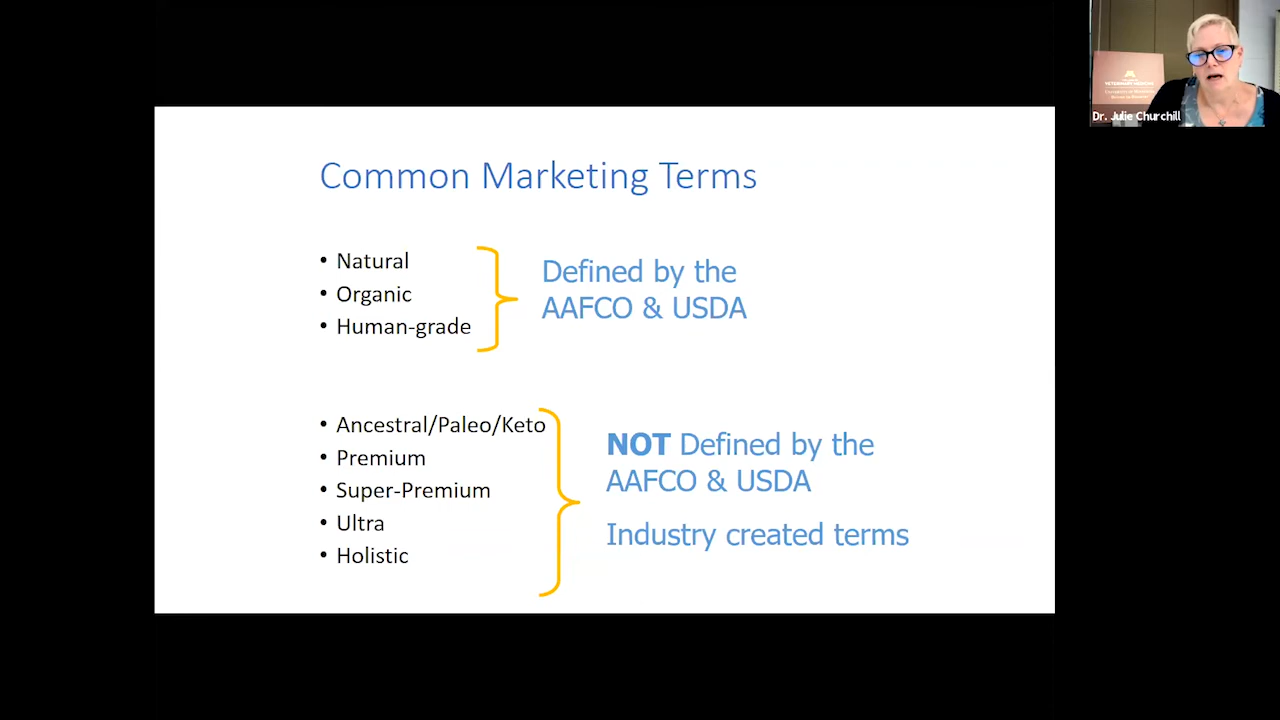 Common Marketing Terms
• Natural
• Organic
• Human-grade
Defined by the
AAFCO & USDA
• Ancestral/Paleo/Keto
• Premium
• Super-Premium
• Ultra
• Holistic
NOT Defined by the
AAFCO & USDA
Industry created terms
Dr. Julie Churchill